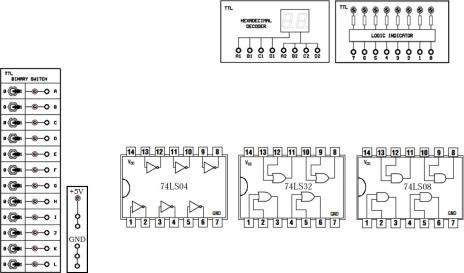 TTL
HEXADECIMAL
DECODER
A1 B1 C1 D1 A2 B2 C2 D2
TTL
LOGIC INDICATOR
7 6 5 4 3 2 1 0
TTL
BINARY SWITCH
A
B
C
D
E
F
G
H
I
J
K
L
+5V
GND
14 13 12 11 10 9 8
VCC
74LS04
GND
1 2 3 4 5 6 7
14 13 12 11 10 9 8
VCC
74LS32
GND
1 2 3 4 5 6 7
14 13 12 11 10 9 8
VCC
74LS08
GND
1 2 3 4 5 6 7